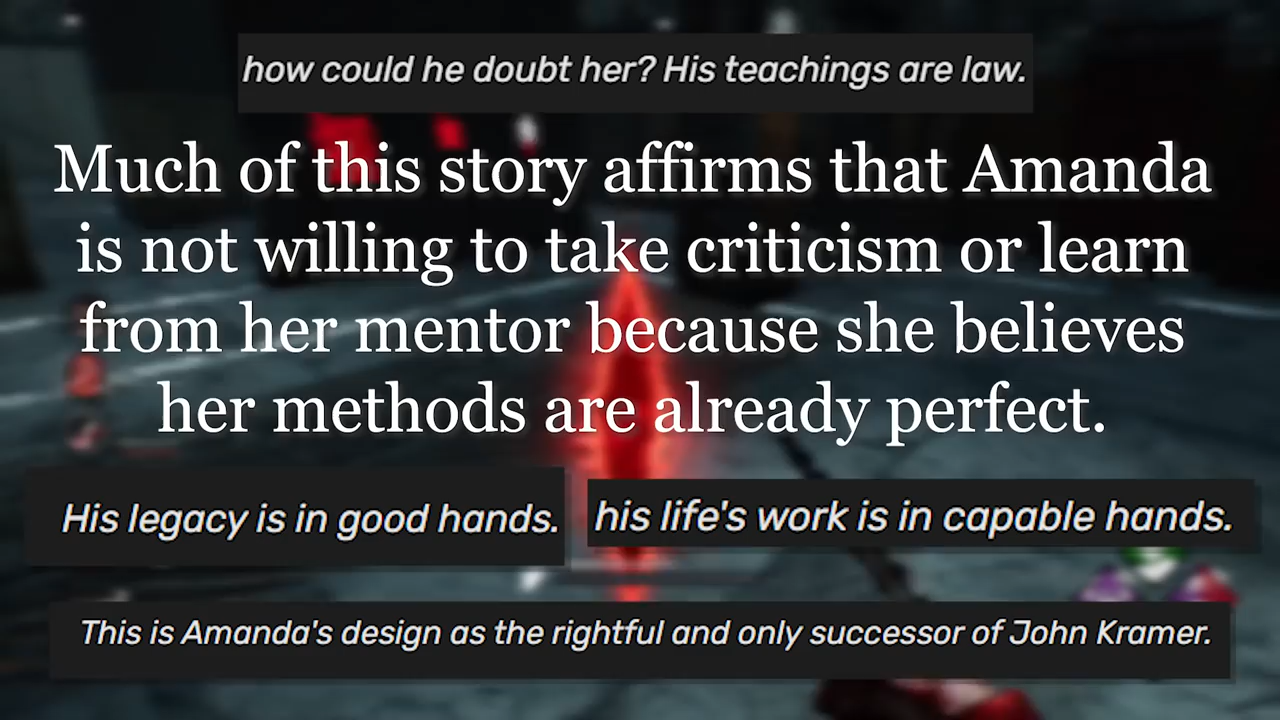 how could he doubt her? His teachings are law.
Much of this story affirms that Amanda
is not willing to take criticism or learn
from her mentor because she believes
her methods are already perfect.
His legacy is in good hands.
his life's work is in capable hands.
This is Amanda's design as the rightful and only successor of John Kramer.